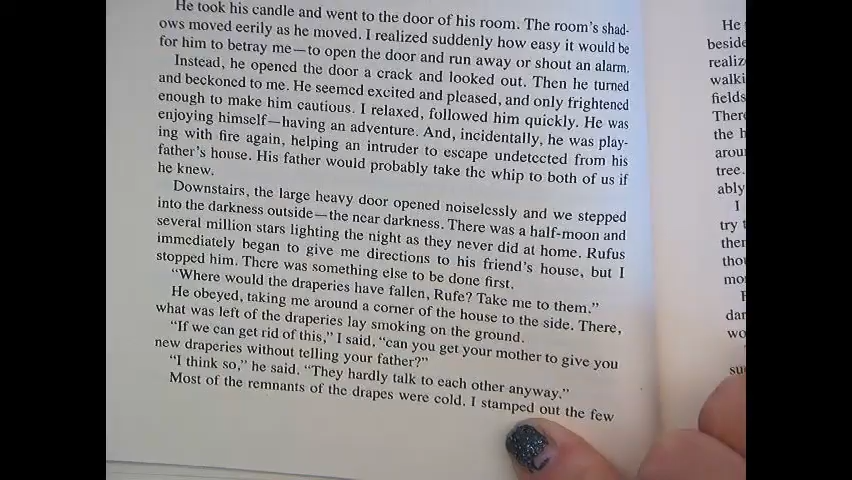 He took his candle and went to the door of his room. The room's shad-
ows moved eerily as he moved. I realized suddenly how easy it would be
for him to betray me—to open the door and run away or shout an alarm.
Instead, he opened the door a crack and looked out. Then he turned
and beckoned to me. He seemed excited and pleased, and only frightened
enough to make him cautious. I relaxed, followed him quickly. He was
enjoying himself—having an adventure. And, incidentally, he was play-
ing with fire again, helping an intruder to escape undetected from his
father's house. His father would probably take the whip to both of us if
he knew.
Downstairs, the large heavy door opened noiselessly and we stepped
into the darkness outside—the near darkness. There was a half-moon and
several million stars lighting the night as they never did at home. Rufus
immediately began to give me directions to his friend's house, but I
stopped him. There was something else to be done first.
"Where would the draperies have fallen, Rufe? Take me to them."
He obeyed, taking me around a corner of the house to the side. There,
what was left of the draperies lay smoking on the ground.
"If we can get rid of this," I said, "can you get your mother to give you
new draperies without telling your father?"
"I think so," he said. "They hardly talk to each other anyway."
Most of the remnants of the drapes were cold. I stamped out the few
He
beside
realiz
walki
fields
There
the h
arou
tree.
ably
I
try t
ther
thou
mo
dar
wo
su